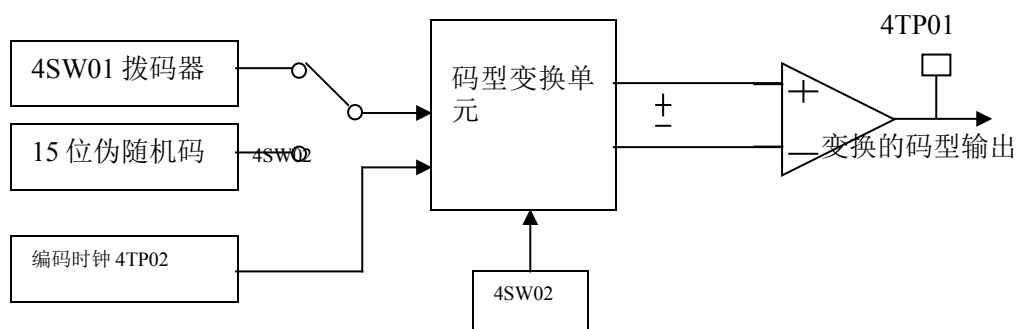 4TP01
4SW01 拨码器
码型变换单
元
+
+
−
15 位伪随机码
4SW02
−
变换的码型输出
编码时钟 4TP02
4SW02